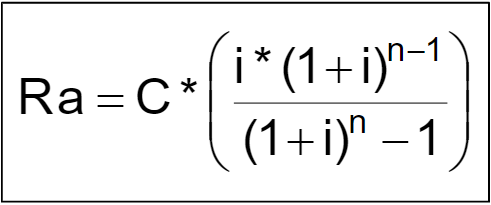 Ra = C * ( i * (1+i)^(n−1) / (1+i)^n − 1 )